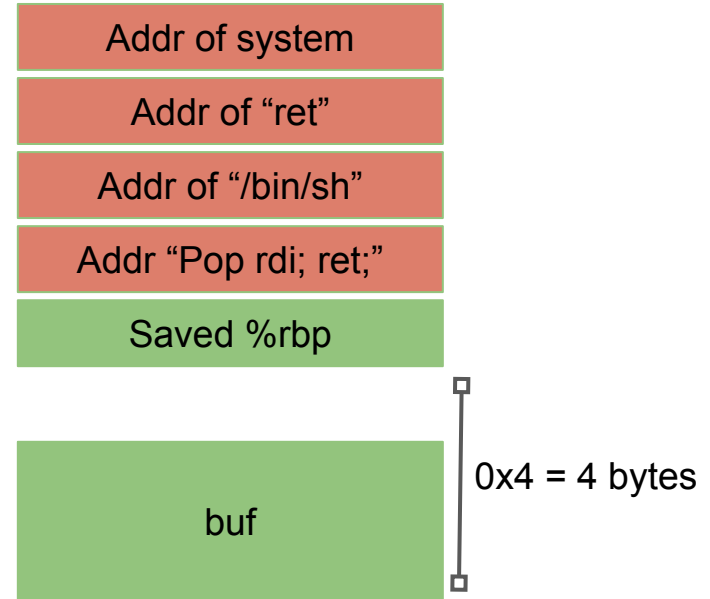 Addr of system
Addr of “ret”
Addr of “/bin/sh”
Addr “Pop rdi; ret;”
Saved %rbp
0x4 = 4 bytes
buf